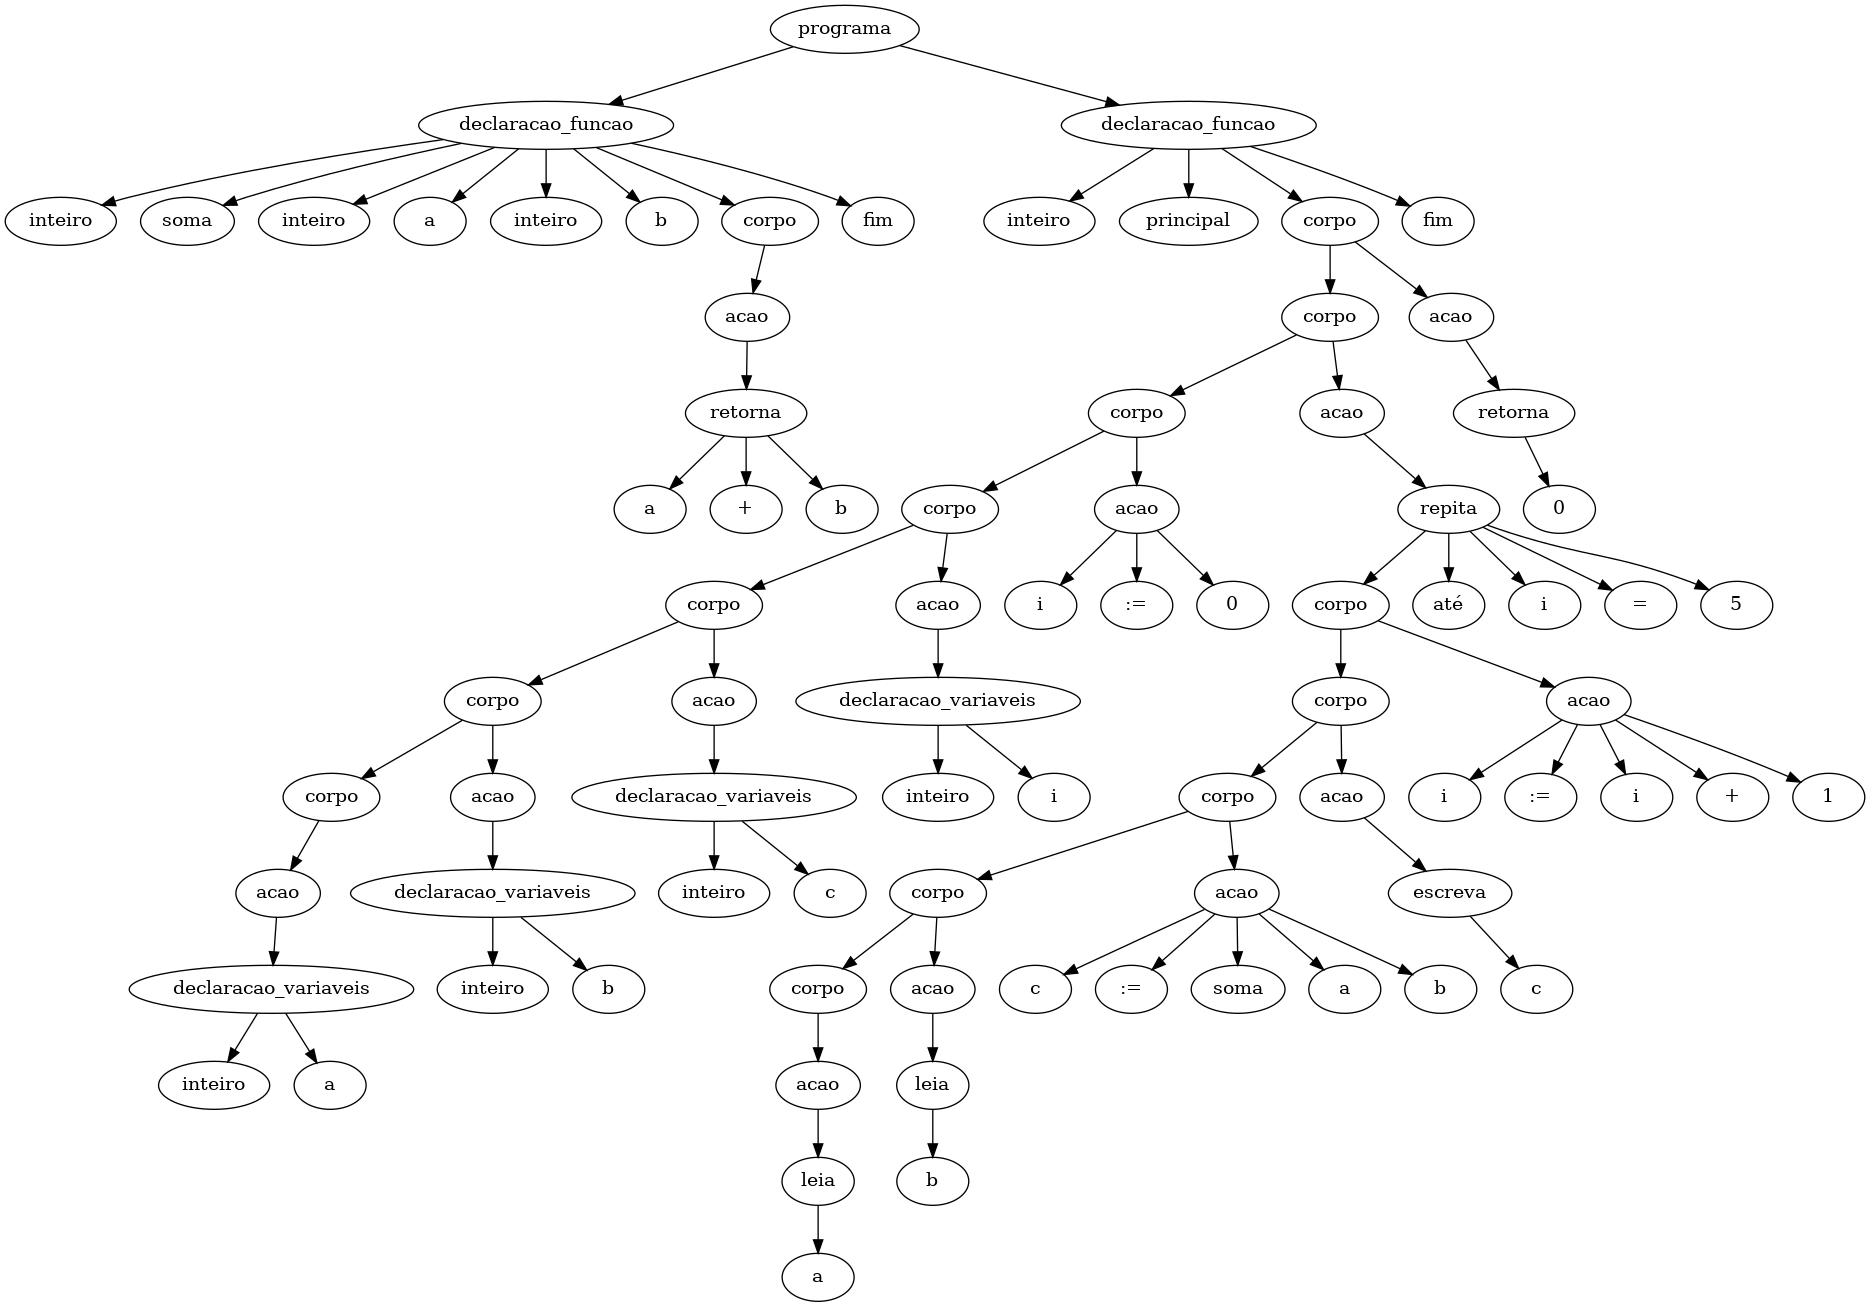 programa
declaracao_funcao declaracao_funcao
inteiro soma inteiro a inteiro b corpo fim inteiro principal corpo fim
acao corpo acao
retorna corpo acao retorna
a + b corpo acao repita 0
corpo acao i := 0 corpo até i = 5
corpo acao declaracao_variaveis corpo acao
corpo acao declaracao_variaveis inteiro i corpo acao i := i + 1
acao declaracao_variaveis inteiro c corpo acao escreva
declaracao_variaveis inteiro b corpo acao c := soma a b c
inteiro a acao leia
leia b
a